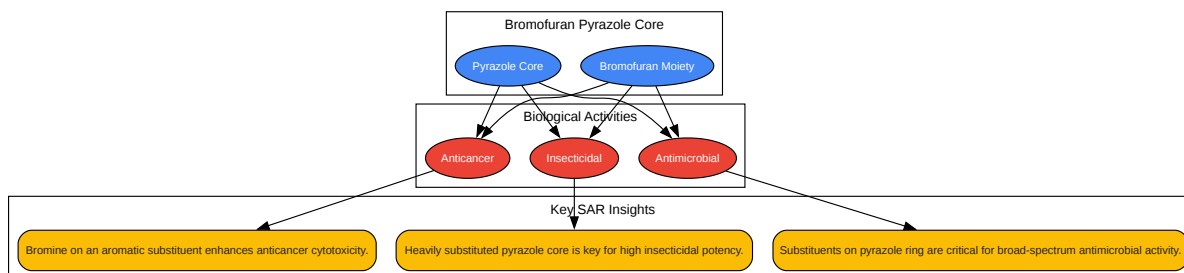 Bromofuran Pyrazole Core
Pyrazole Core
Bromofuran Moiety
Biological Activities
Anticancer
Insecticidal
Antimicrobial
Key SAR Insights
Bromine on an aromatic substituent enhances anticancer cytotoxicity.
Heavily substituted pyrazole core is key for high insecticidal potency.
Substituents on pyrazole ring are critical for broad-spectrum antimicrobial activity.